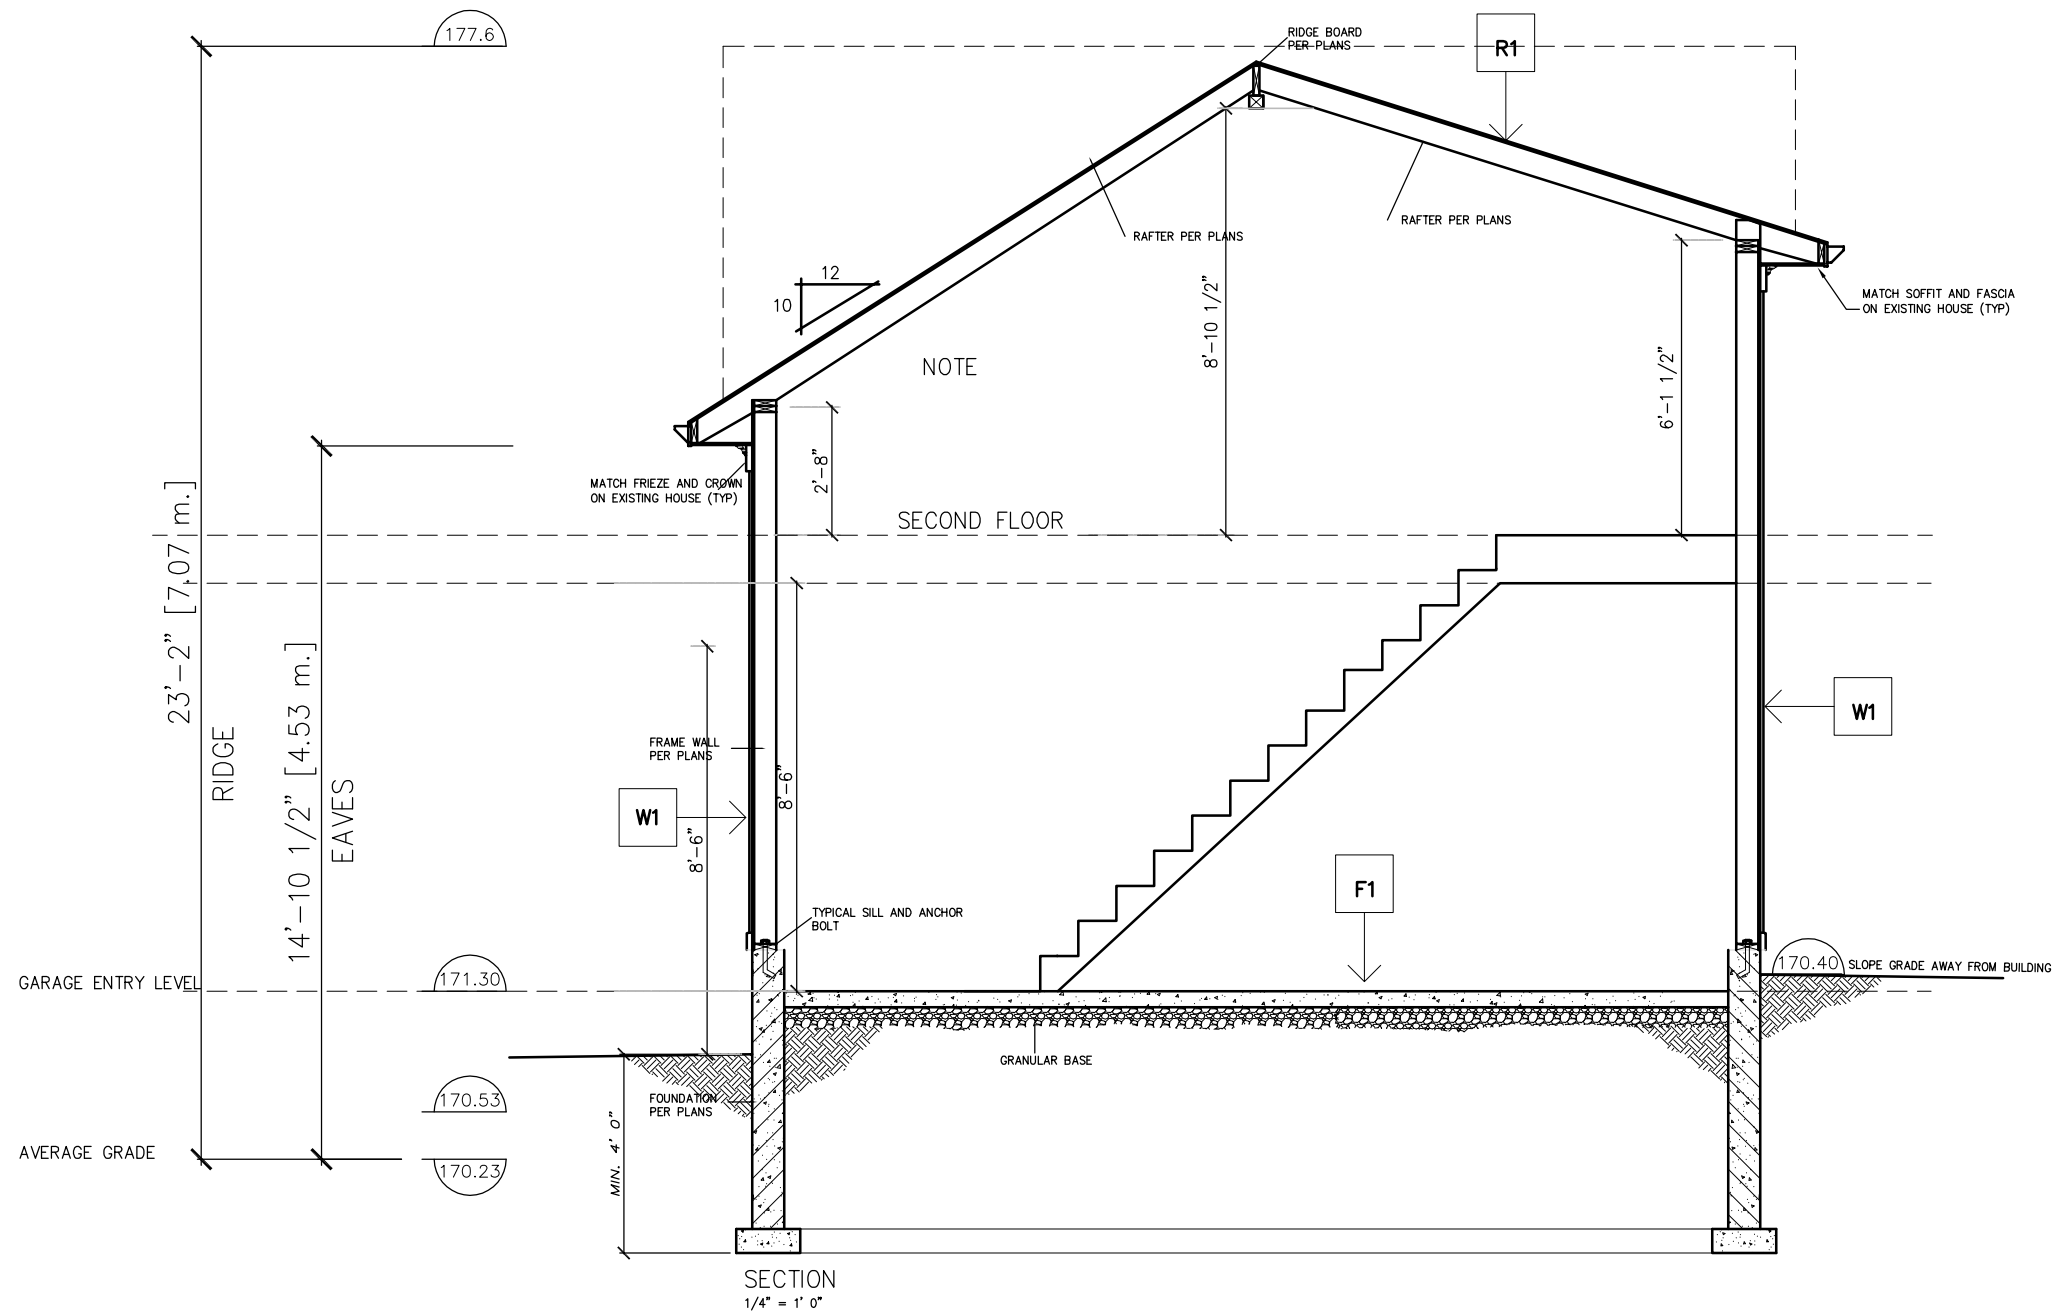 177.6
RIDGE BOARD
PER PLANS
R1
RAFTER PER PLANS
RAFTER PER PLANS
12
10
8'-10 1/2"
MATCH SOFFIT AND FASCIA
ON EXISTING HOUSE (TYP)
NOTE
6'-1 1/2"
2'-8"
MATCH FRIEZE AND CROWN
ON EXISTING HOUSE (TYP)
SECOND FLOOR
23'-2" [7.07 m.]
RIDGE
14'-10 1/2" [4.53 m.]
EAVES
FRAME WALL
PER PLANS
W1
W1
8'-6"
8'-6"
F1
TYPICAL SILL AND ANCHOR
BOLT
GARAGE ENTRY LEVEL
171.30
170.40
SLOPE GRADE AWAY FROM BUILDING
GRANULAR BASE
170.53
FOUNDATION
PER PLANS
MIN. 4' 0"
AVERAGE GRADE
170.23
SECTION
1/4" = 1' 0"